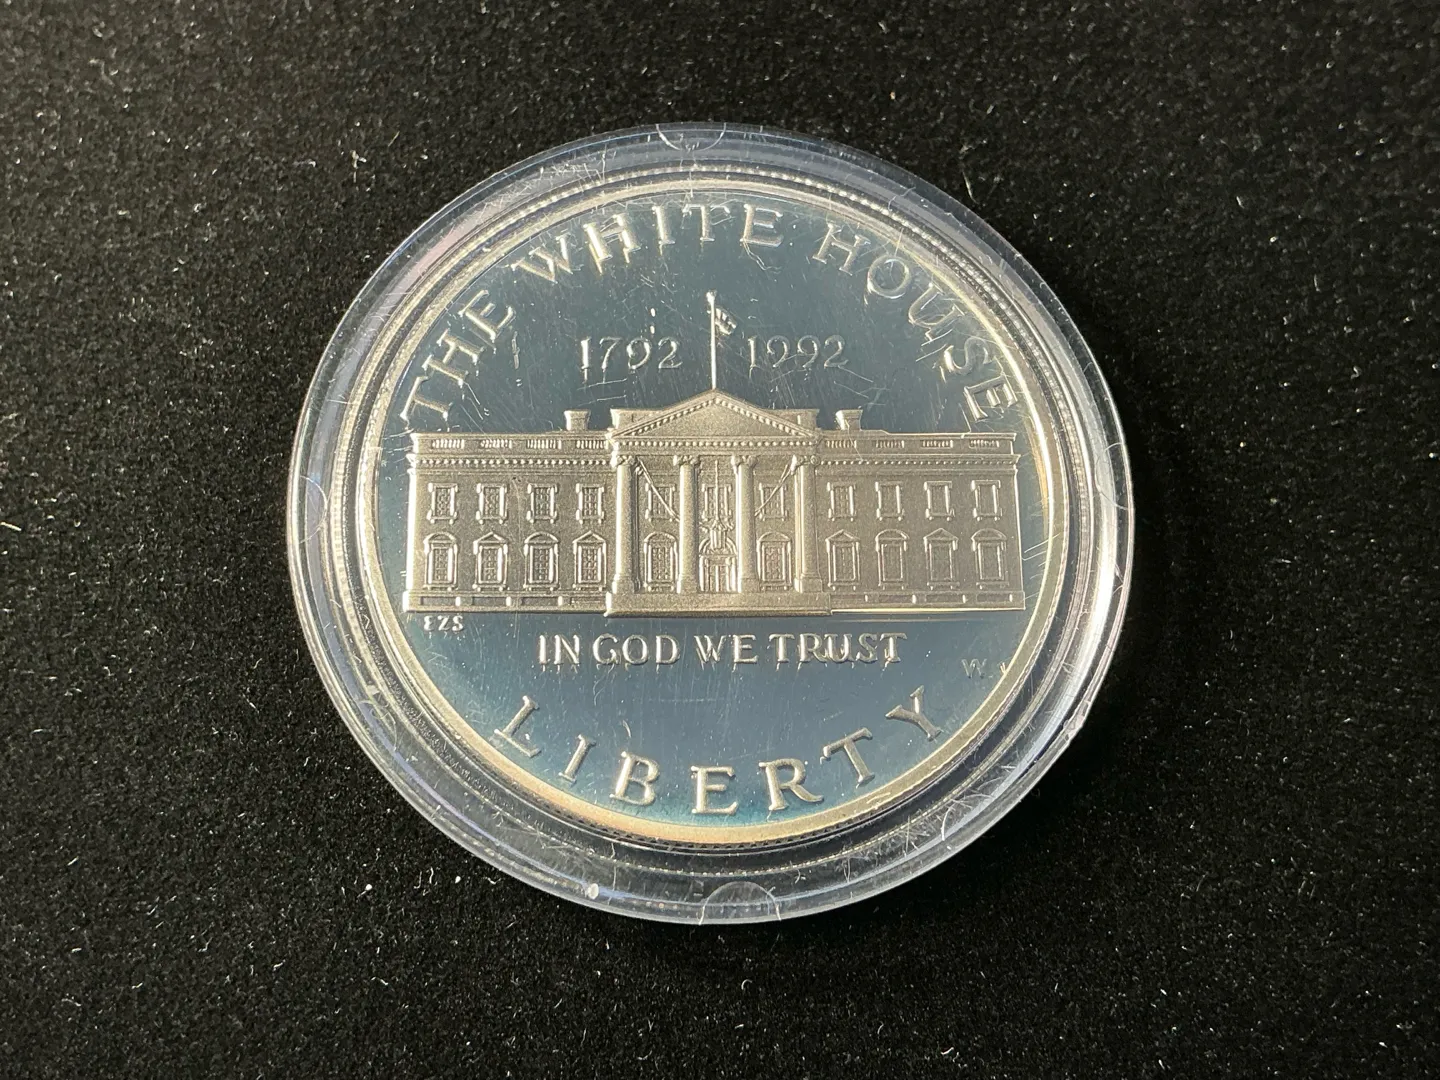 THE WHITE HOUSE
1792 1992
EZS
IN GOD WE TRUST
W
LIBERTY